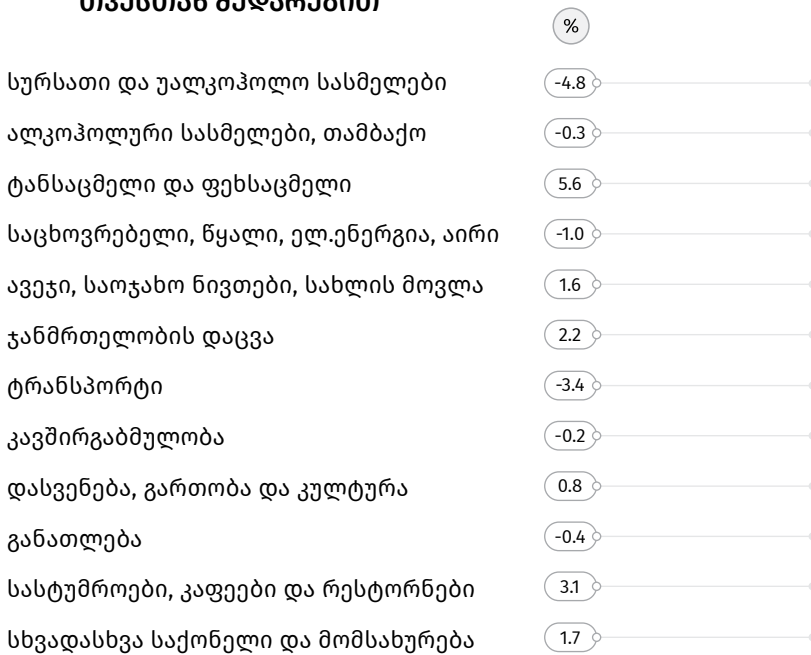 თვესთან შედარებით
%
სურსათი და უალკოჰოლო სასმელები -4.8
ალკოჰოლური სასმელები, თამბაქო -0.3
ტანსაცმელი და ფეხსაცმელი 5.6
საცხოვრებელი, წყალი, ელ.ენერგია, აირი -1.0
ავეჯი, საოჯახო ნივთები, სახლის მოვლა 1.6
ჯანმრთელობის დაცვა 2.2
ტრანსპორტი -3.4
კავშირგაბმულობა -0.2
დასვენება, გართობა და კულტურა 0.8
განათლება -0.4
სასტუმროები, კაფეები და რესტორნები 3.1
სხვადასხვა საქონელი და მომსახურება 1.7